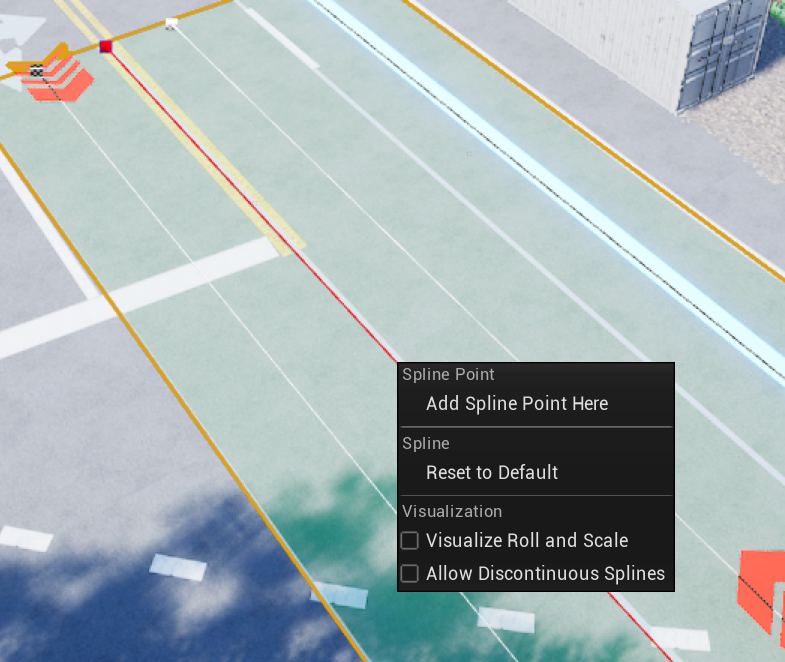 Spline Point
Add Spline Point Here
Spline
Reset to Default
Visualization
Visualize Roll and Scale
Allow Discontinuous Splines